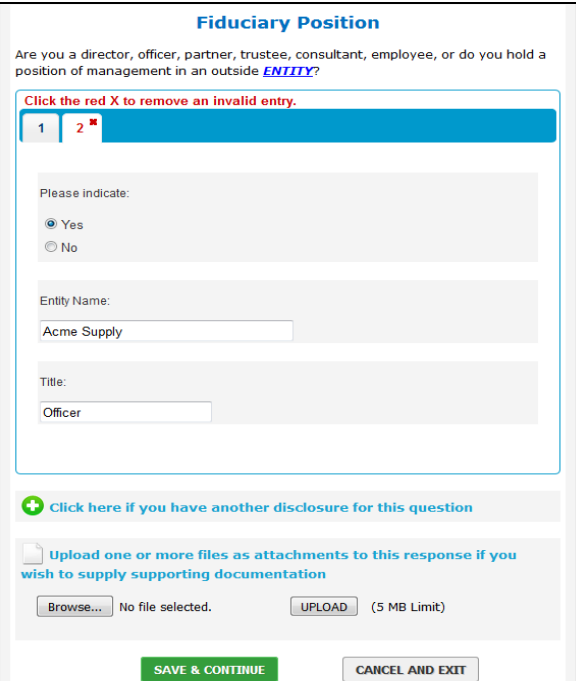 Fiduciary Position
Are you a director, officer, partner, trustee, consultant, employee, or do you hold a
position of management in an outside ENTITY?
Click the red X to remove an invalid entry.
1 2
Please indicate:
Yes
No
Entity Name:
Acme Supply
Title:
Officer
Click here if you have another disclosure for this question
Upload one or more files as attachments to this response if you
wish to supply supporting documentation
Browse... No file selected. UPLOAD (5 MB Limit)
SAVE & CONTINUE CANCEL AND EXIT